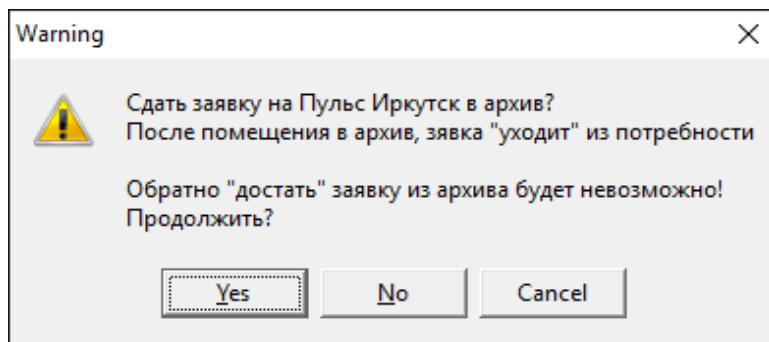 Warning
Сдать заявку на Пульс Иркутск в архив?
После помещения в архив, зявка "уходит" из потребности
Обратно "достать" заявку из архива будет невозможно!
Продолжить?
Yes
No
Cancel